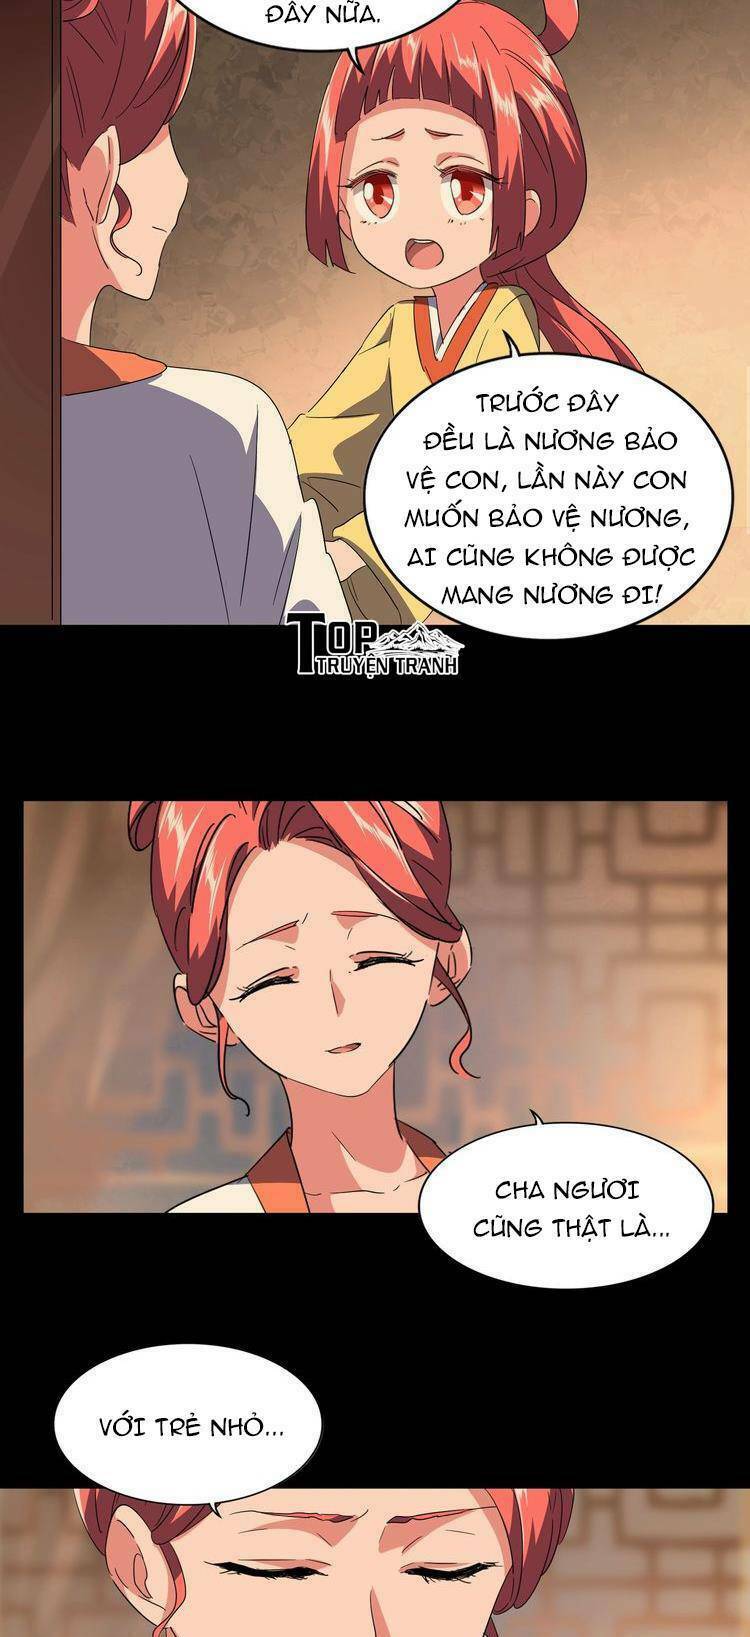 ĐÂY NỮA.
TRƯỚC ĐÂY
ĐỀU LÀ NƯƠNG BẢO
VỆ CON, LẦN NÀY CON
MUỐN BẢO VỆ NƯƠNG,
AI CŨNG KHÔNG ĐƯỢC
MANG NƯƠNG ĐI!
TOP
TRUYỆN TRANH
CHA NGƯƠI
CŨNG THẬT LÀ...
VỚI TRẺ NHỎ...